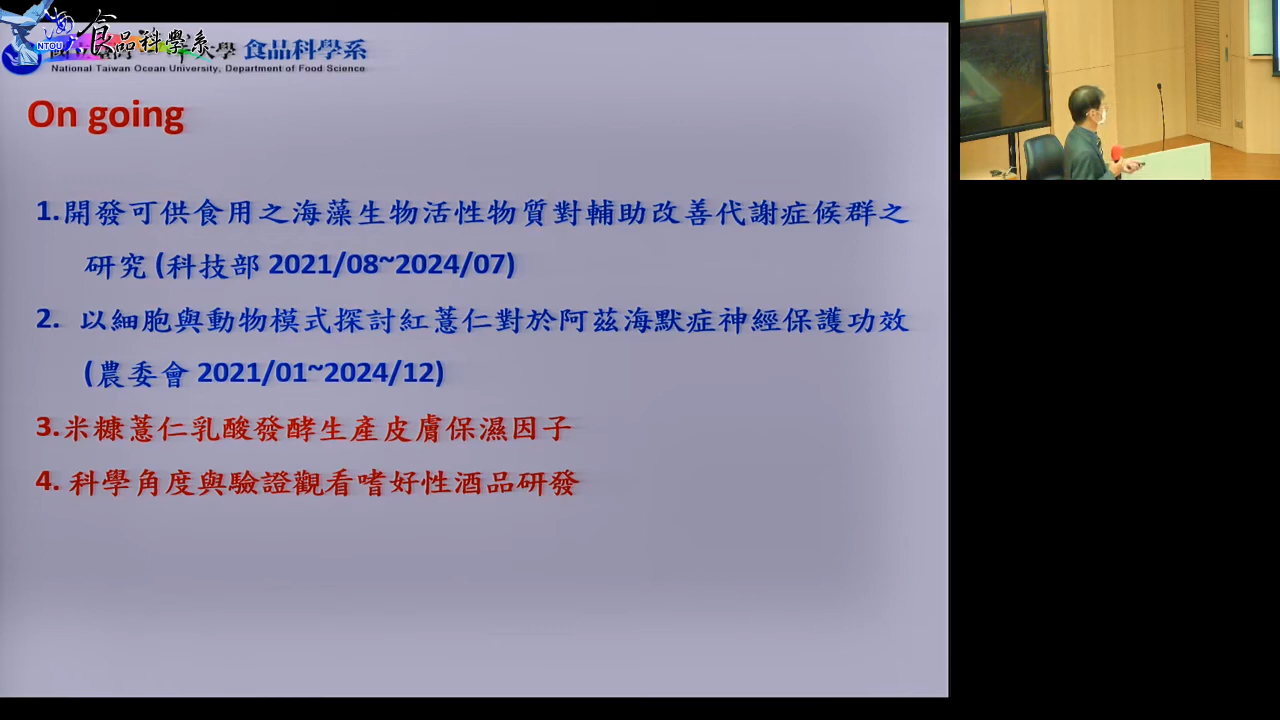 食品科學系
NTOU
大學 食品科學系
National Taiwan Ocean University, Department of Food Science
On going
1.開發可供食用之海藻生物活性物質對輔助改善代謝症候群之
研究 (科技部 2021/08~2024/07)
2. 以細胞與動物模式探討紅薏仁對於阿茲海默症神經保護功效
(農委會 2021/01~2024/12)
3.米糠薏仁乳酸發酵生產皮膚保濕因子
4. 科學角度與驗證觀看嗜好性酒品研發